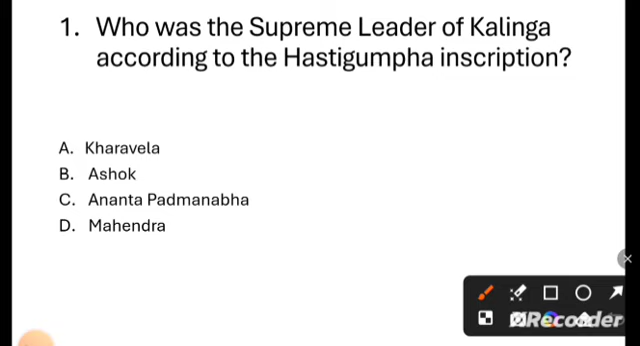 1. Who was the Supreme Leader of Kalinga
according to the Hastigumpha inscription?
A. Kharavela
B. Ashok
C. Ananta Padmanabha
D. Mahendra
Recorder